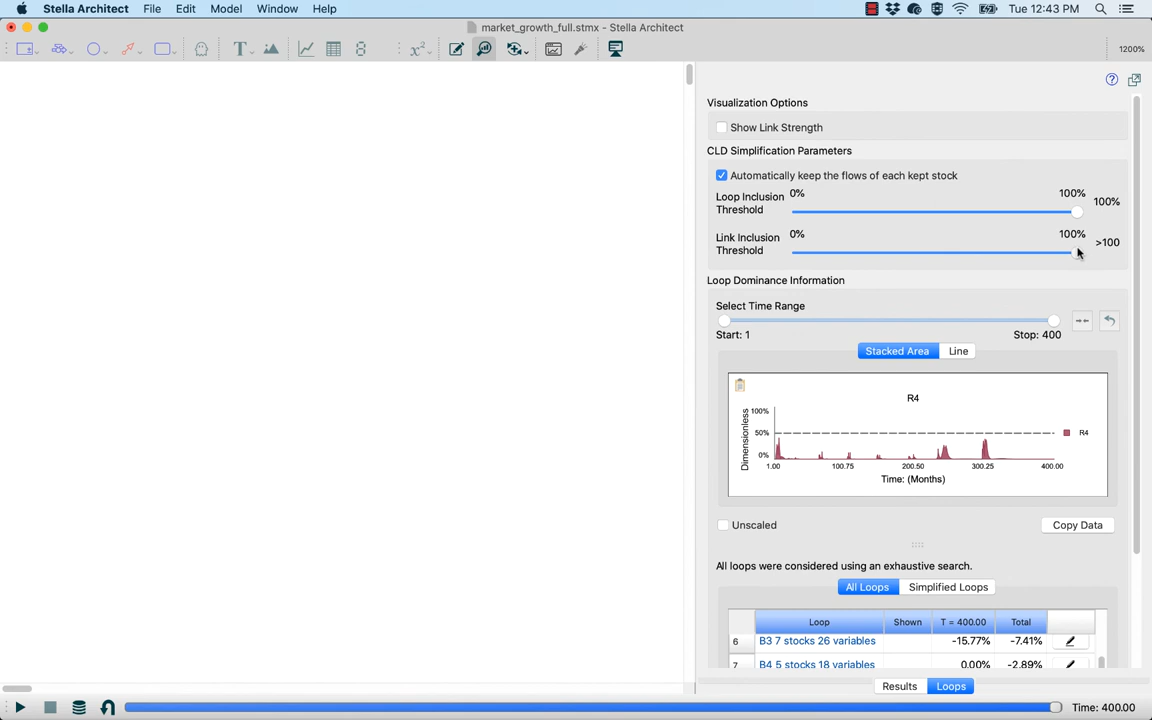 Stella Architect File Edit Model Window Help Tue 12:43 PM
market_growth_full.stmx - Stella Architect
T x² 1200%
?
Visualization Options
Show Link Strength
CLD Simplification Parameters
Automatically keep the flows of each kept stock
Loop Inclusion Threshold 0% 100% 100%
Link Inclusion Threshold 0% 100% >100
Loop Dominance Information
Select Time Range
Start: 1 Stop: 400
Stacked Area Line
R4
Dimensionless
100%
50% R4
0%
1.00 100.75 200.50 300.25 400.00
Time: (Months)
Unscaled Copy Data
All loops were considered using an exhaustive search.
All Loops Simplified Loops
Loop Shown T = 400.00 Total
6 B3 7 stocks 26 variables -15.77% -7.41%
7 B4 5 stocks 18 variables 0.00% -2.89%
Results Loops
Time: 400.00